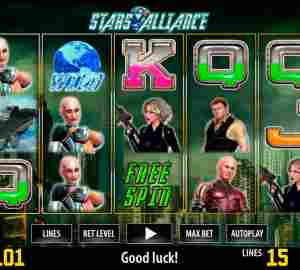 STARS ALLIANCE
WILD K Q Q
Q FREE SPIN J
LINES BET LEVEL MAX BET AUTOPLAY
.01 Good luck! LINES 15